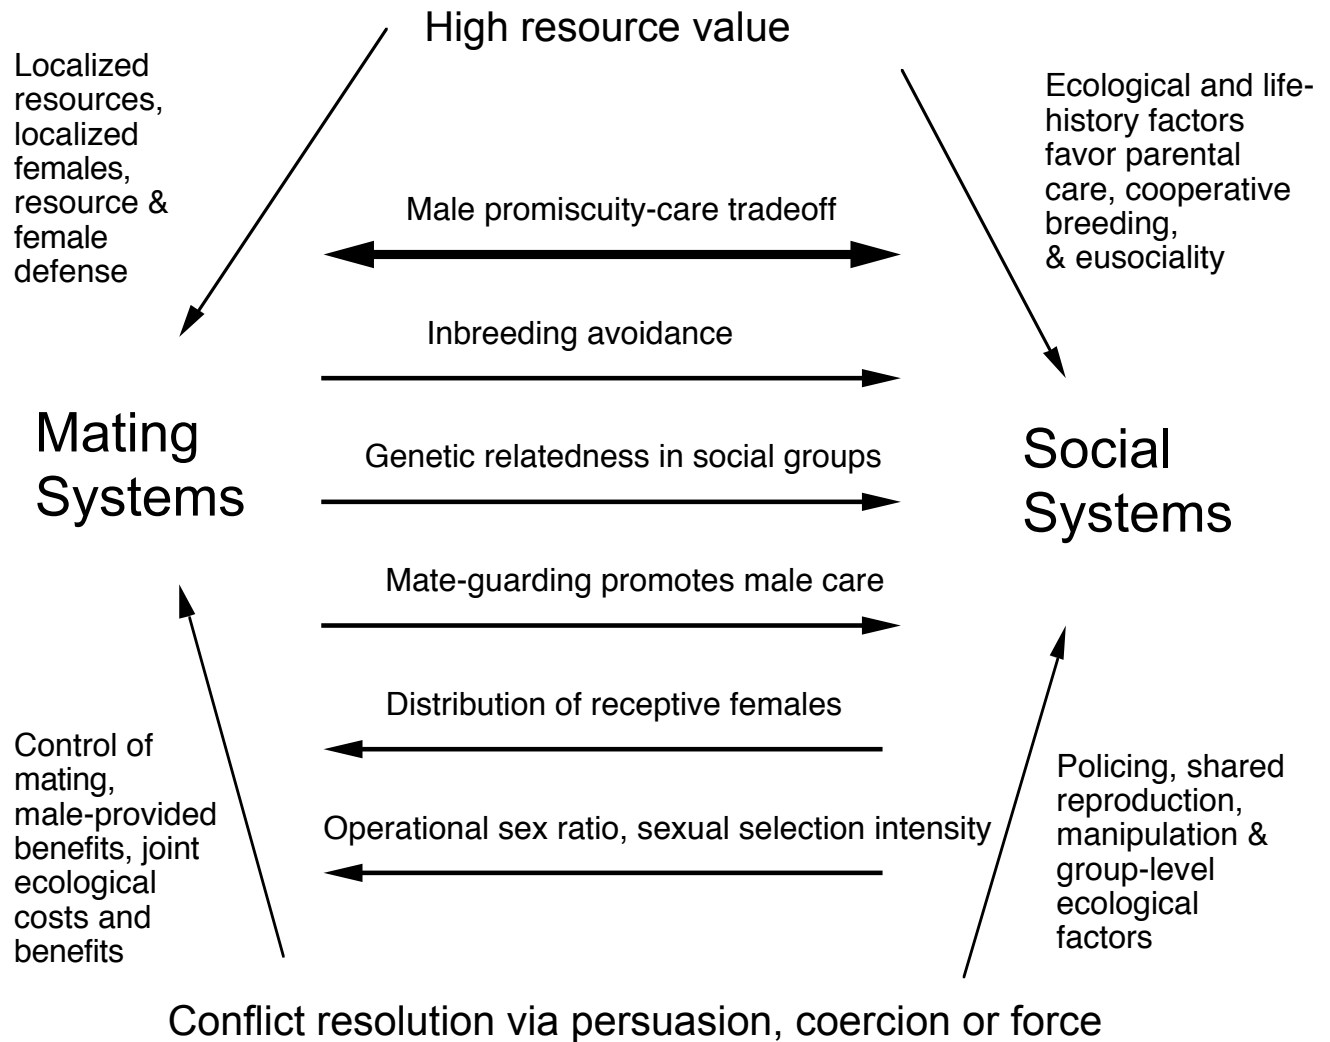 High resource value
Localized
resources,
localized
females,
resource &
female
defense
Ecological and life-
history factors
favor parental
care, cooperative
breeding,
& eusociality
Male promiscuity-care tradeoff
Inbreeding avoidance
Mating
Systems
Genetic relatedness in social groups
Social
Systems
Mate-guarding promotes male care
Distribution of receptive females
Control of
mating,
male-provided
benefits, joint
ecological
costs and
benefits
Operational sex ratio, sexual selection intensity
Policing, shared
reproduction,
manipulation &
group-level
ecological
factors
Conflict resolution via persuasion, coercion or force